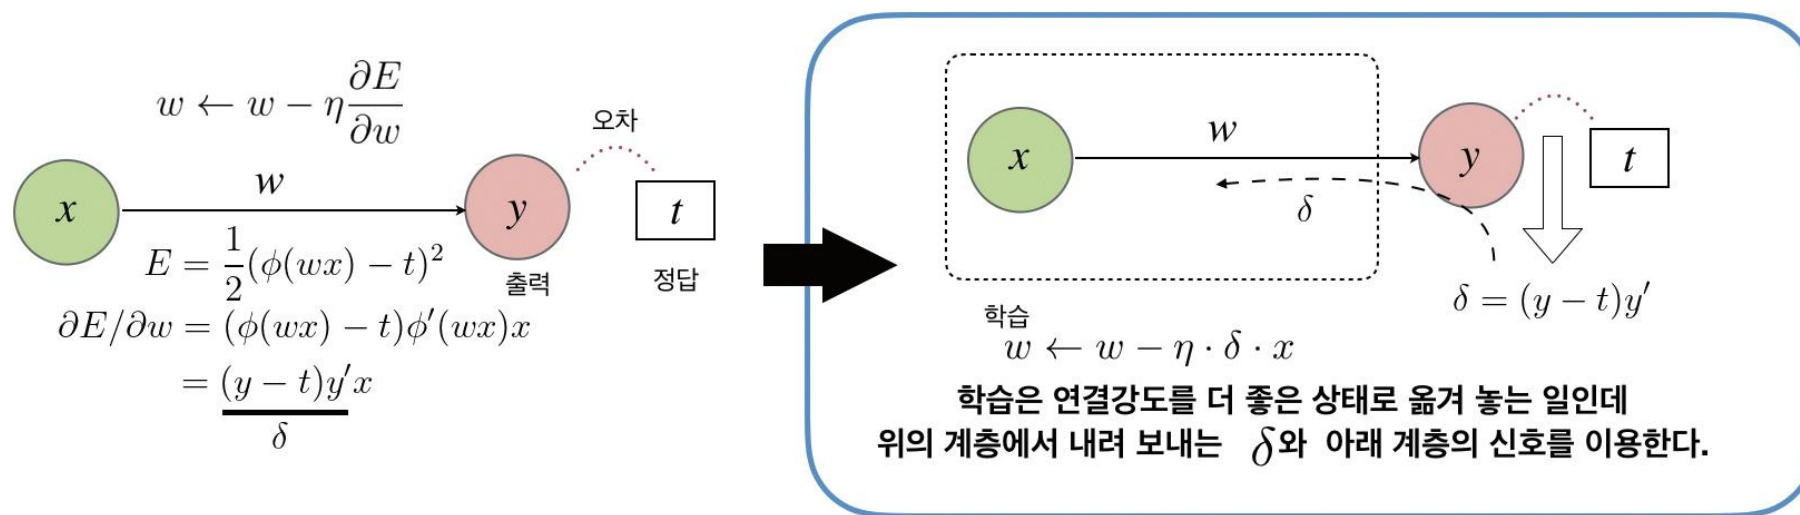 w ← w − η ∂E/∂w
오차
x
w
y
t
E = 1/2(ϕ(wx) − t)²
출력
정답
∂E/∂w = (ϕ(wx) − t)ϕ′(wx)x
= (y − t)y′x
δ
x
w
y
t
δ
δ = (y − t)y′
학습
w ← w − η · δ · x
학습은 연결강도를 더 좋은 상태로 옮겨 놓는 일인데
위의 계층에서 내려 보내는 δ와 아래 계층의 신호를 이용한다.